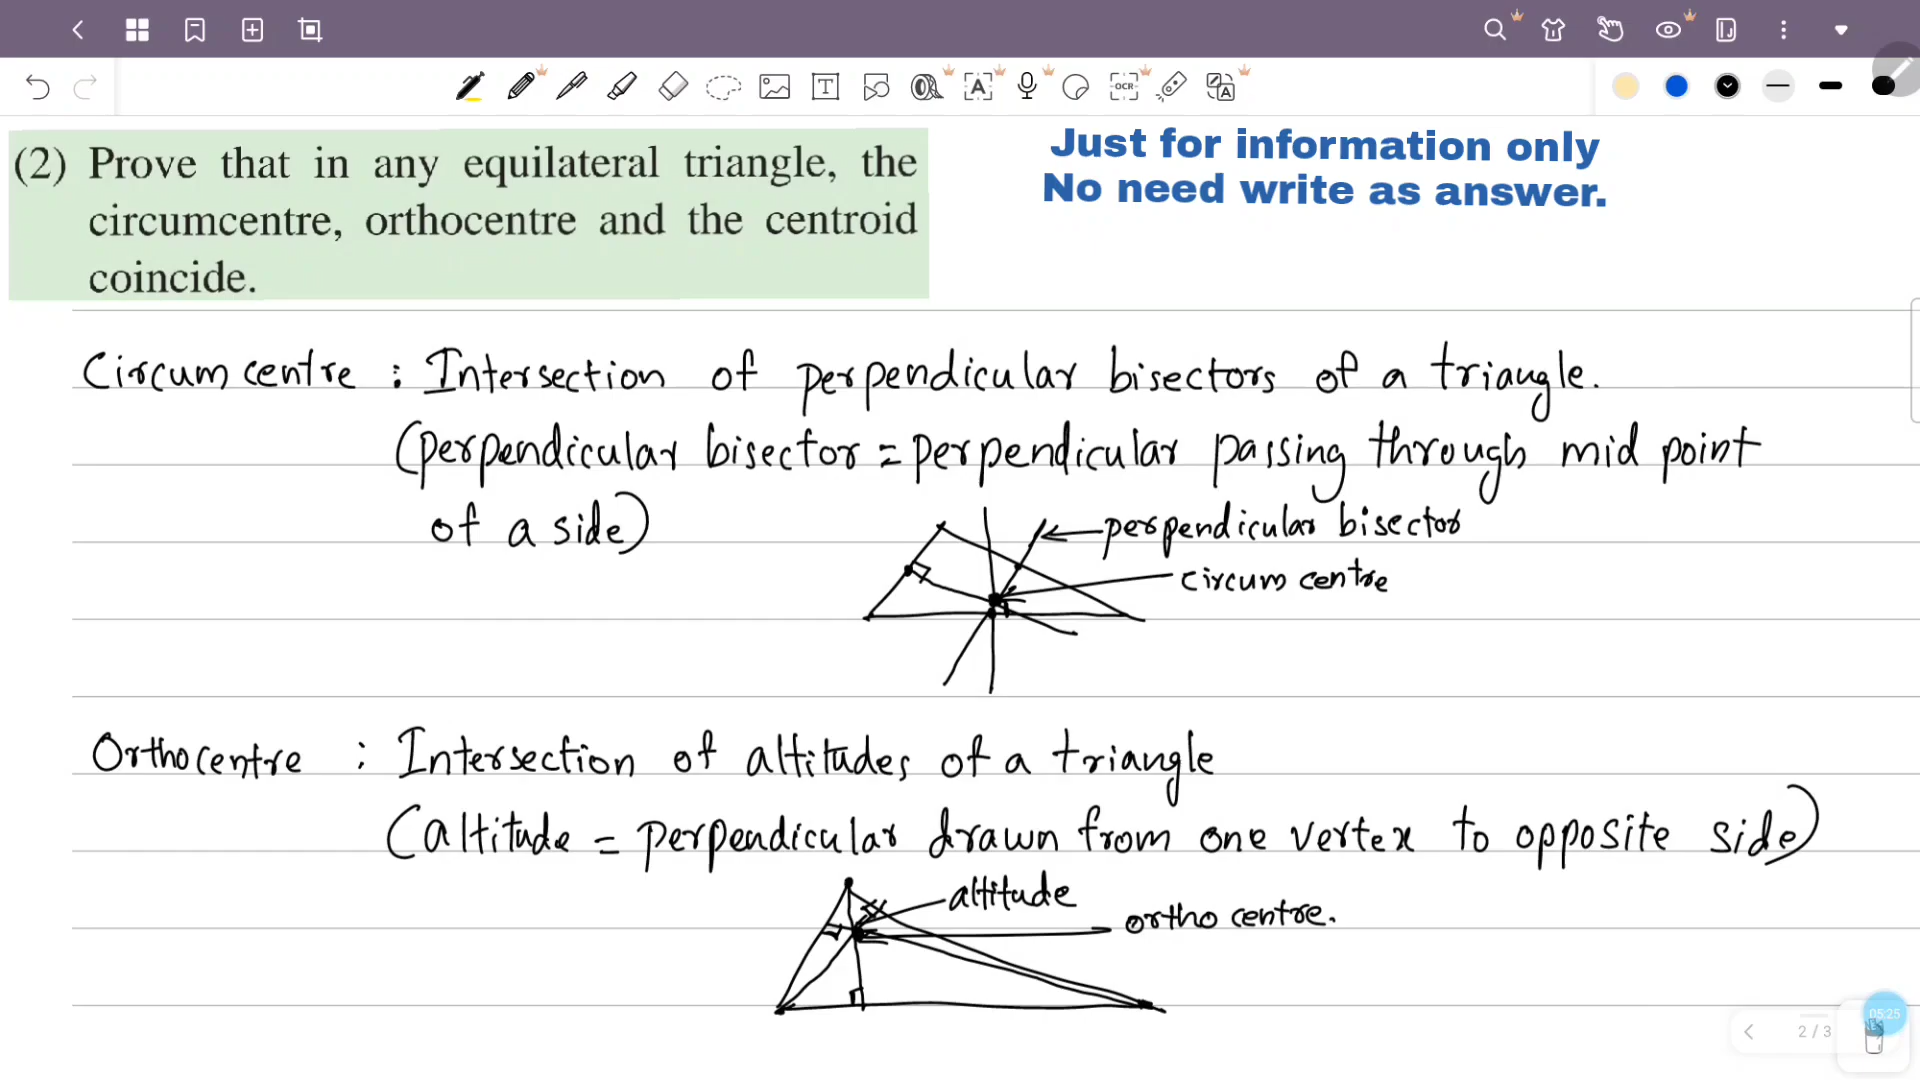 (2) Prove that in any equilateral triangle, the
circumcentre, orthocentre and the centroid
coincide.
Just for information only
No need write as answer.
Circum centre : Intersection of perpendicular bisectors of a triangle.
(perpendicular bisector = perpendicular passing through mid point
of a side)
perpendicular bisector
circum centre
Orthocentre : Intersection of altitudes of a triangle
(altitude = perpendicular drawn from one vertex to opposite side)
altitude
ortho centre.
05:25
2 / 3
T
A
OCR
A